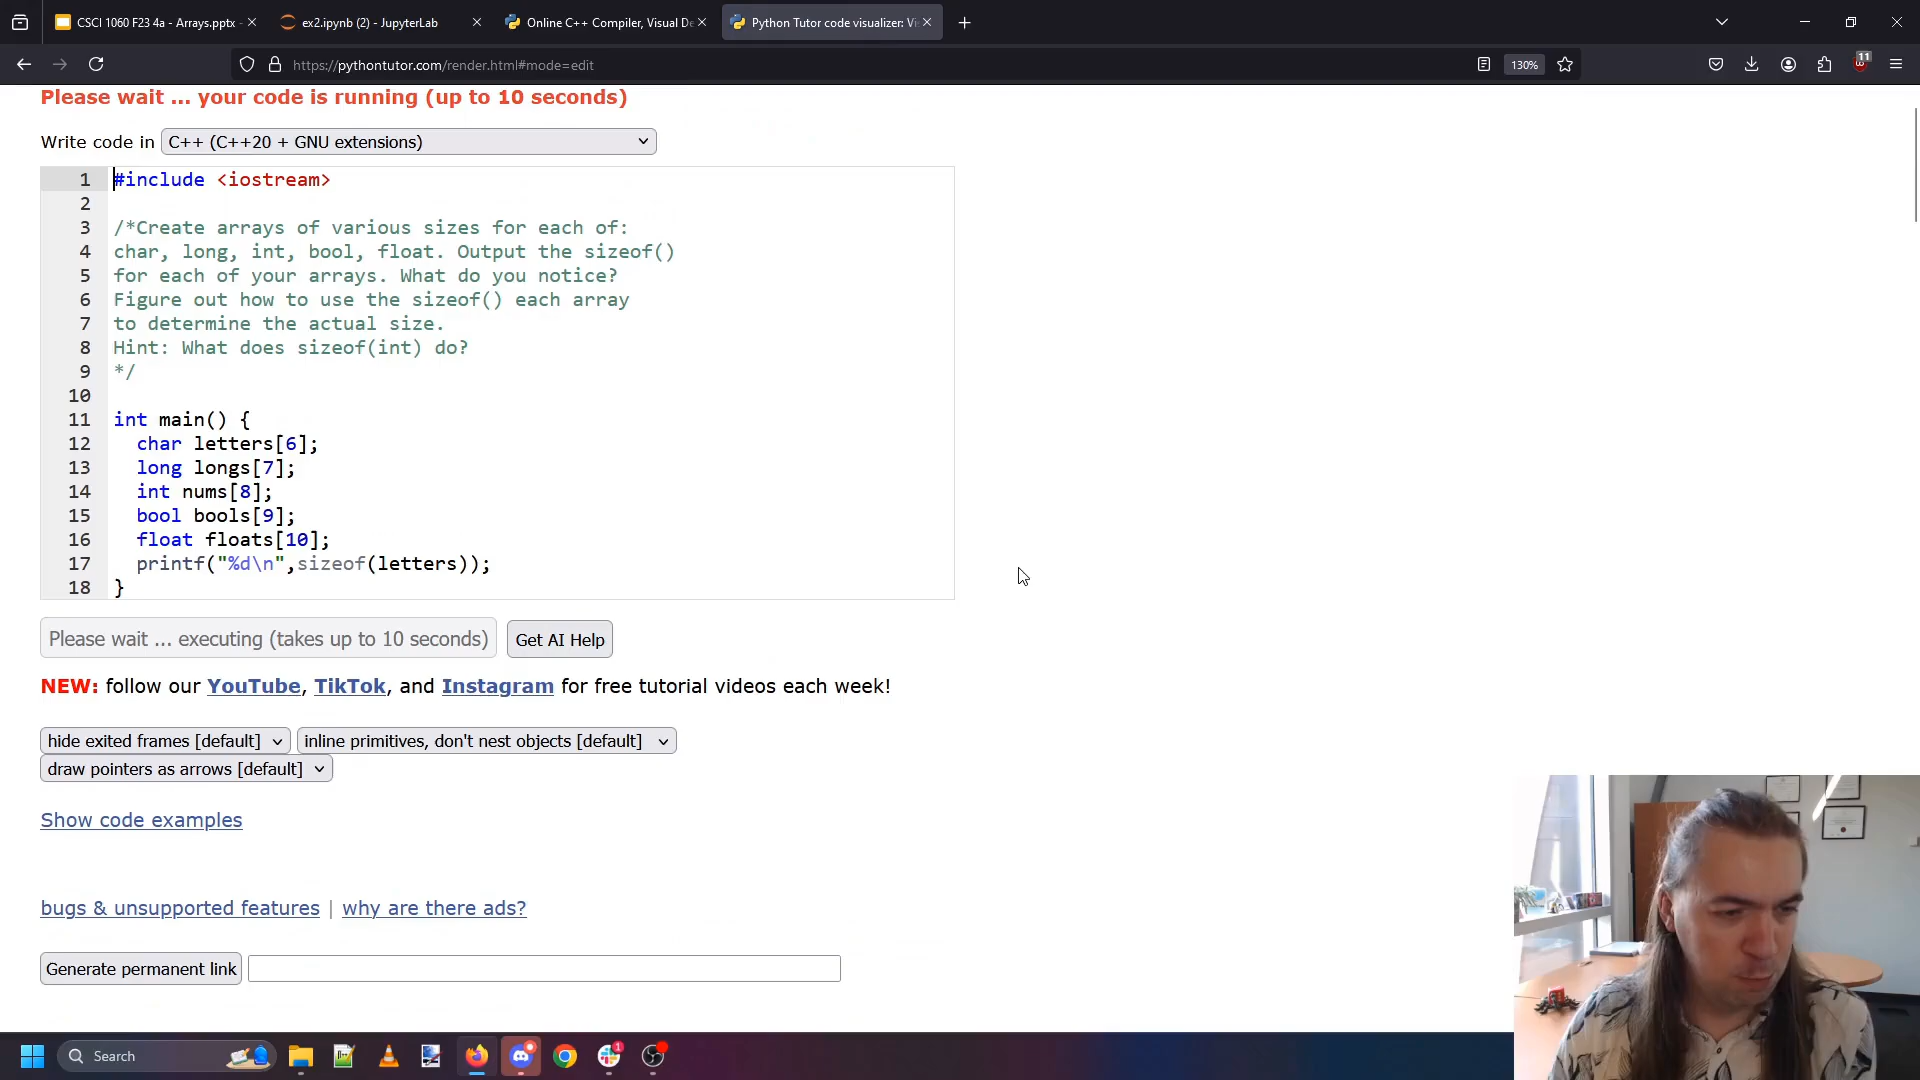 CSCI 1060 F23 4a - Arrays.pptx -
ex2.ipynb (2) - JupyterLab
Online C++ Compiler, Visual De
Python Tutor code visualizer: Vi
https://pythontutor.com/render.html#mode=edit
130%
11
Please wait ... your code is running (up to 10 seconds)
Write code in C++ (C++20 + GNU extensions)
1 #include <iostream>
2
3 /*Create arrays of various sizes for each of:
4 char, long, int, bool, float. Output the sizeof()
5 for each of your arrays. What do you notice?
6 Figure out how to use the sizeof() each array
7 to determine the actual size.
8 Hint: What does sizeof(int) do?
9 */
10
11 int main() {
12 char letters[6];
13 long longs[7];
14 int nums[8];
15 bool bools[9];
16 float floats[10];
17 printf("%d\n",sizeof(letters));
18 }
Please wait ... executing (takes up to 10 seconds) Get AI Help
NEW: follow our YouTube, TikTok, and Instagram for free tutorial videos each week!
hide exited frames [default] inline primitives, don't nest objects [default]
draw pointers as arrows [default]
Show code examples
bugs & unsupported features | why are there ads?
Generate permanent link
Search
1